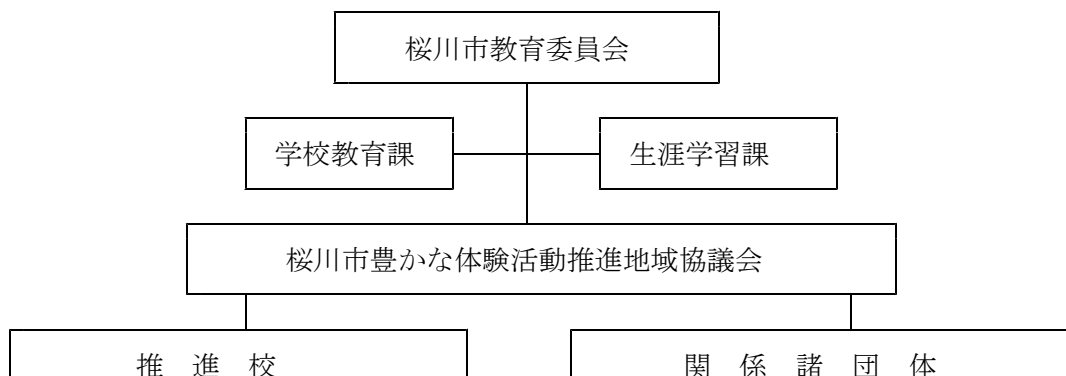 桜川市教育委員会
学校教育課
生涯学習課
桜川市豊かな体験活動推進地域協議会
推 進 校
関 係 諸 団 体